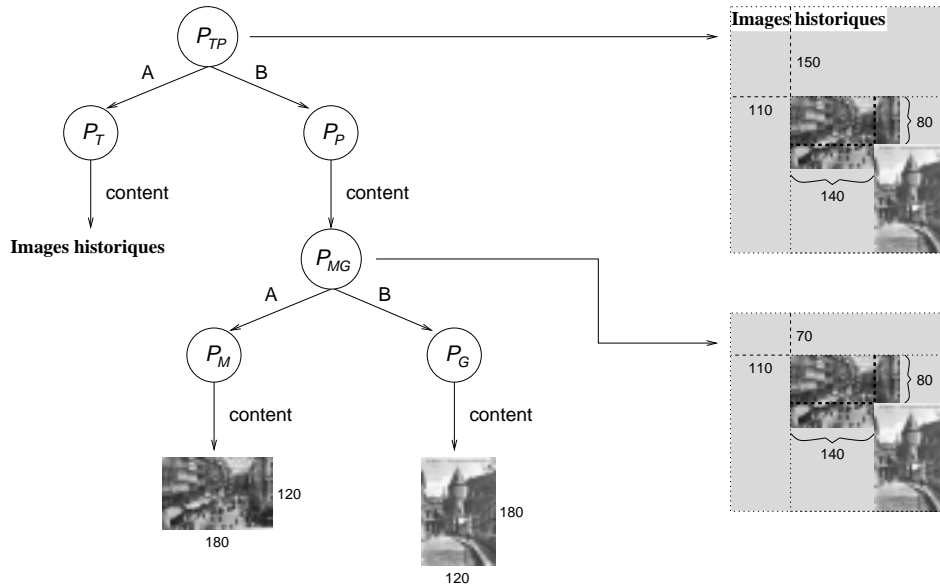 P_TP
A
B
P_T
P_P
content
content
Images historiques
P_MG
A
B
P_M
P_G
content
content
120
180
180
120
Images historiques
150
110
80
140
70
110
80
140